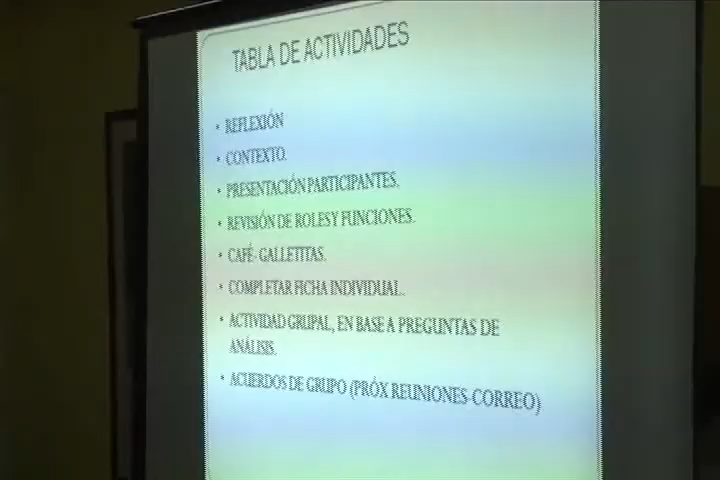 TABLA DE ACTIVIDADES
• REFLEXIÓN
• CONTEXTO.
• PRESENTACIÓN PARTICIPANTES.
• REVISIÓN DE ROLES Y FUNCIONES.
• CAFÉ- GALLETITAS.
• COMPLETAR FICHA INDIVIDUAL.
• ACTIVIDAD GRUPAL, EN BASE A PREGUNTAS DE
ANÁLISIS.
• ACUERDOS DE GRUPO (PRÓX REUNIONES-CORREO)